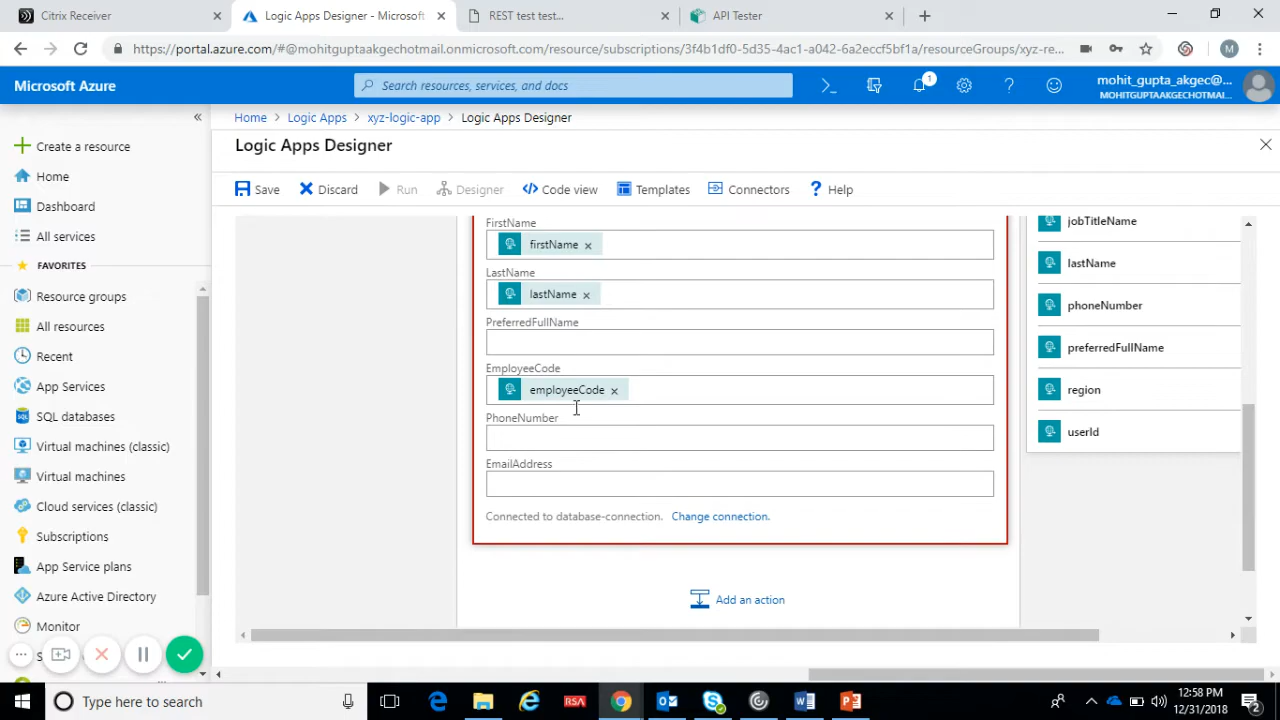 Citrix Receiver
Logic Apps Designer - Microsoft
REST test test...
API Tester
https://portal.azure.com/#@mohitguptaakgechotmail.onmicrosoft.com/resource/subscriptions/3f4b1df0-5d35-4ac1-a042-6a2eccf5bf1a/resourceGroups/xyz-re...
M
Microsoft Azure
Search resources, services, and docs
1
mohit_gupta_akgec@...
MOHITGUPTAAKGECHOTMAI...
Create a resource
Home
Dashboard
All services
FAVORITES
Resource groups
All resources
Recent
App Services
SQL databases
Virtual machines (classic)
Virtual machines
Cloud services (classic)
Subscriptions
App Service plans
Azure Active Directory
Monitor
Home > Logic Apps > xyz-logic-app > Logic Apps Designer
Logic Apps Designer
Save
Discard
Run
Designer
Code view
Templates
Connectors
Help
FirstName
firstName
LastName
lastName
PreferredFullName
EmployeeCode
employeeCode
PhoneNumber
EmailAddress
Connected to database-connection. Change connection.
Add an action
jobTitleName
lastName
phoneNumber
preferredFullName
region
userId
Type here to search
RSA
12:58 PM
12/31/2018
2